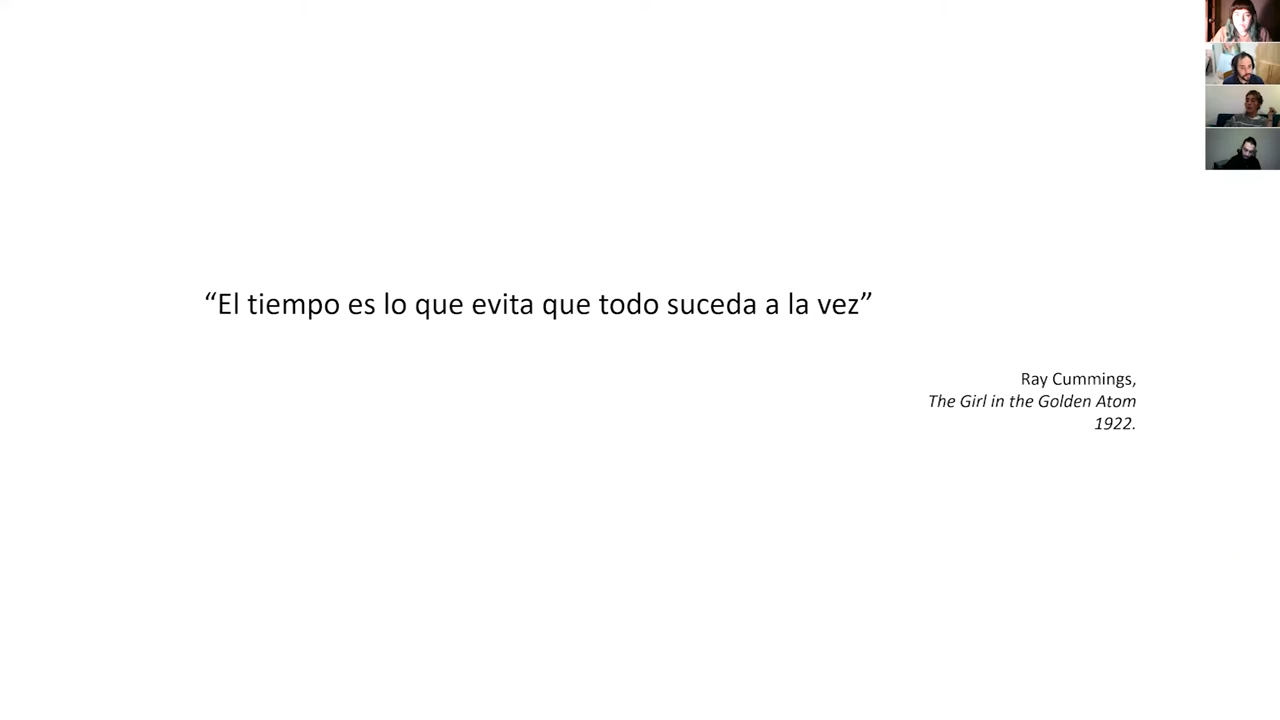 “El tiempo es lo que evita que todo suceda a la vez”
Ray Cummings,
The Girl in the Golden Atom
1922.